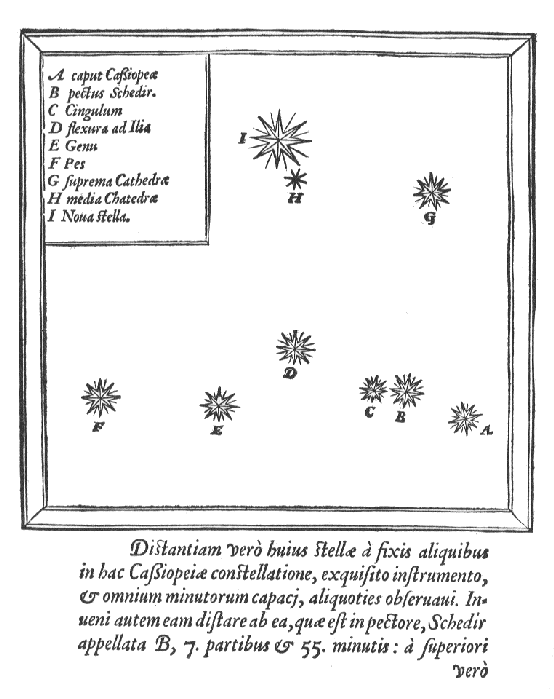 A caput Caſsiopeæ
B pectus Schedir.
C Cingulum
D flexura ad Ilia
E Genu
F Pes
G ſuprema Cathedræ
H media Chatedræ
I Noua ſtella.
I
H
G
D
C
B
A
E
F
Diſtantiam verò huius ſtellæ à fixis aliquibus
in hac Caſsiopeiæ conſtellatione, exquiſito inſtrumento,
& omnium minutorum capacj, aliquoties obſeruaui. In-
ueni autem eam diſtare ab ea, quæ eſt in pectore, Schedir
appellata B, 7. partibus & 55. minutis : à ſuperiori
verò